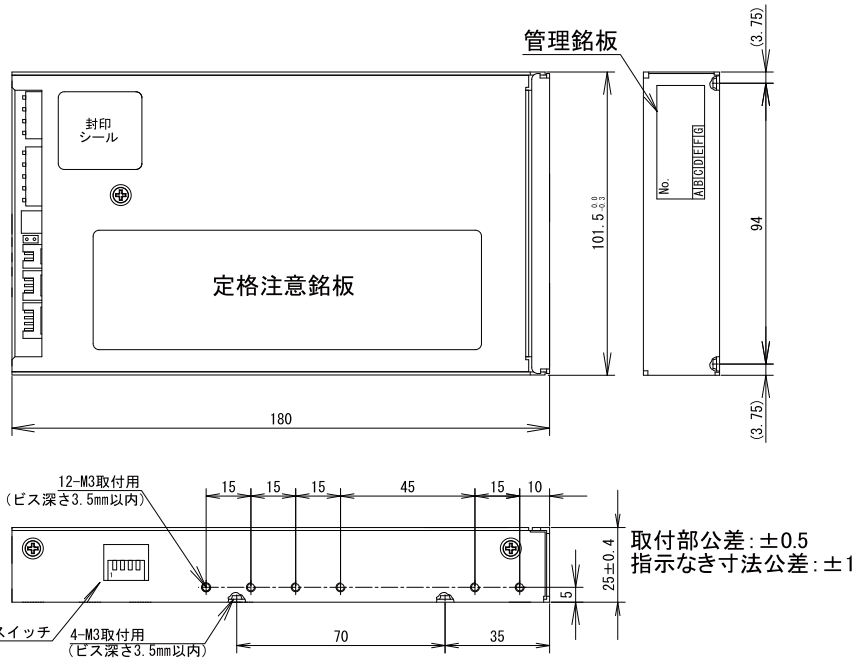 (3.75)
管理銘板
封印
シール
No.
A B C D E F G
101.5 0.0 -0.3
94
定格注意銘板
180
(3.75)
12-M3取付用
(ビス深さ3.5mm以内)
15
15
15
45
15
10
取付部公差:±0.5
指示なき寸法公差:±1
25±0.4
5
スイッチ
4-M3取付用
(ビス深さ3.5mm以内)
70
35